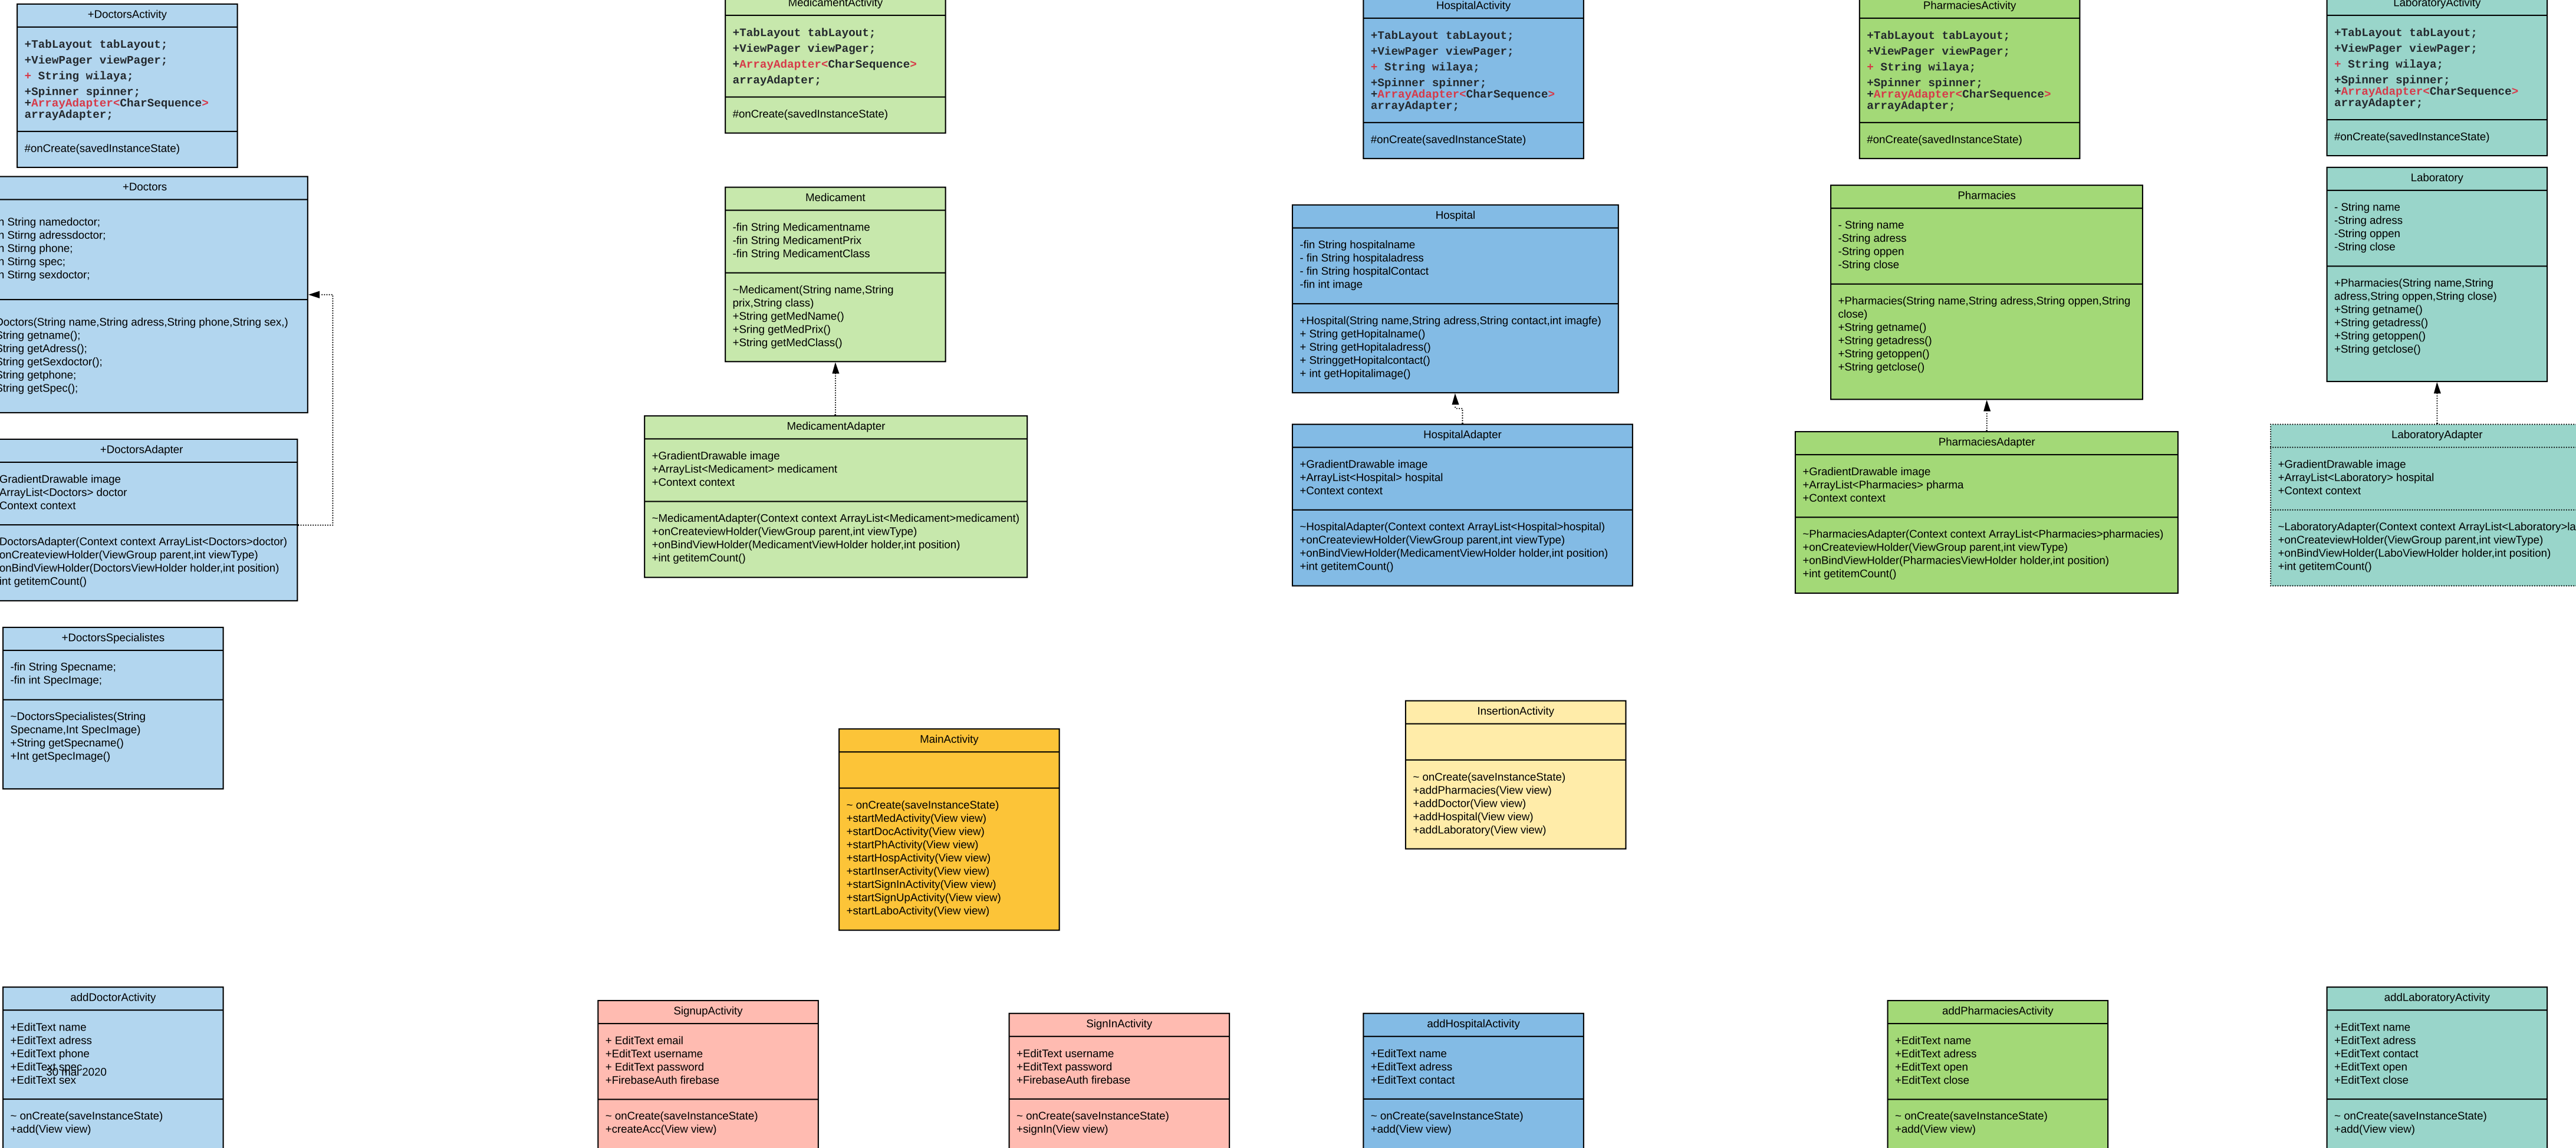 +DoctorsActivity
+TabLayout tabLayout;
+ViewPager viewPager;
+ String wilaya;
+Spinner spinner;
+ArrayAdapter<CharSequence>
arrayAdapter;
#onCreate(savedInstanceState)
MedicamentActivity
+TabLayout tabLayout;
+ViewPager viewPager;
+ArrayAdapter<CharSequence>
arrayAdapter;
#onCreate(savedInstanceState)
HospitalActivity
+TabLayout tabLayout;
+ViewPager viewPager;
+ String wilaya;
+Spinner spinner;
+ArrayAdapter<CharSequence>
arrayAdapter;
#onCreate(savedInstanceState)
PharmaciesActivity
+TabLayout tabLayout;
+ViewPager viewPager;
+ String wilaya;
+Spinner spinner;
+ArrayAdapter<CharSequence>
arrayAdapter;
#onCreate(savedInstanceState)
LaboratoryActivity
+TabLayout tabLayout;
+ViewPager viewPager;
+ String wilaya;
+Spinner spinner;
+ArrayAdapter<CharSequence>
arrayAdapter;
#onCreate(savedInstanceState)
+Doctors
n String namedoctor;
n Stirng adressdoctor;
n Stirng phone;
n Stirng spec;
n Stirng sexdoctor;
Doctors(String name,String adress,String phone,String sex,)
String getname();
String getAdress();
String getSexdoctor();
String getphone;
String getSpec();
Medicament
-fin String Medicamentname
-fin String MedicamentPrix
-fin String MedicamentClass
~Medicament(String name,String
prix,String class)
+String getMedName()
+Sring getMedPrix()
+String getMedClass()
Hospital
-fin String hospitalname
- fin String hospitaladress
- fin String hospitalContact
-fin int image
+Hospital(String name,String adress,String contact,int imagfe)
+ String getHopitalname()
+ String getHopitaladress()
+ StringgetHopitalcontact()
+ int getHopitalimage()
Pharmacies
- String name
-String adress
-String oppen
-String close
+Pharmacies(String name,String adress,String oppen,String
close)
+String getname()
+String getadress()
+String getoppen()
+String getclose()
Laboratory
- String name
-String adress
-String oppen
-String close
+Pharmacies(String name,String
adress,String oppen,String close)
+String getname()
+String getadress()
+String getoppen()
+String getclose()
+DoctorsAdapter
GradientDrawable image
ArrayList<Doctors> doctor
Context context
DoctorsAdapter(Context context ArrayList<Doctors>doctor)
onCreateviewHolder(ViewGroup parent,int viewType)
onBindViewHolder(DoctorsViewHolder holder,int position)
int getitemCount()
MedicamentAdapter
+GradientDrawable image
+ArrayList<Medicament> medicament
+Context context
~MedicamentAdapter(Context context ArrayList<Medicament>medicament)
+onCreateviewHolder(ViewGroup parent,int viewType)
+onBindViewHolder(MedicamentViewHolder holder,int position)
+int getitemCount()
HospitalAdapter
+GradientDrawable image
+ArrayList<Hospital> hospital
+Context context
~HospitalAdapter(Context context ArrayList<Hospital>hospital)
+onCreateviewHolder(ViewGroup parent,int viewType)
+onBindViewHolder(MedicamentViewHolder holder,int position)
+int getitemCount()
PharmaciesAdapter
+GradientDrawable image
+ArrayList<Pharmacies> pharma
+Context context
~PharmaciesAdapter(Context context ArrayList<Pharmacies>pharmacies)
+onCreateviewHolder(ViewGroup parent,int viewType)
+onBindViewHolder(PharmaciesViewHolder holder,int position)
+int getitemCount()
LaboratoryAdapter
+GradientDrawable image
+ArrayList<Laboratory> hospital
+Context context
~LaboratoryAdapter(Context context ArrayList<Laboratory>la
+onCreateviewHolder(ViewGroup parent,int viewType)
+onBindViewHolder(LaboViewHolder holder,int position)
+int getitemCount()
+DoctorsSpecialistes
-fin String Specname;
-fin int SpecImage;
~DoctorsSpecialistes(String
Specname,Int SpecImage)
+String getSpecname()
+Int getSpecImage()
MainActivity
~ onCreate(saveInstanceState)
+startMedActivity(View view)
+startDocActivity(View view)
+startPhActivity(View view)
+startHospActivity(View view)
+startInserActivity(View view)
+startSignInActivity(View view)
+startSignUpActivity(View view)
+startLaboActivity(View view)
InsertionActivity
~ onCreate(saveInstanceState)
+addPharmacies(View view)
+addDoctor(View view)
+addHospital(View view)
+addLaboratory(View view)
addDoctorActivity
+EditText name
+EditText adress
+EditText phone
+EditText spec
30 mai 2020
+EditText sex
~ onCreate(saveInstanceState)
+add(View view)
SignupActivity
+ EditText email
+EditText username
+ EditText password
+FirebaseAuth firebase
~ onCreate(saveInstanceState)
+createAcc(View view)
SignInActivity
+EditText username
+EditText password
+FirebaseAuth firebase
~ onCreate(saveInstanceState)
+signIn(View view)
addHospitalActivity
+EditText name
+EditText adress
+EditText contact
~ onCreate(saveInstanceState)
+add(View view)
addPharmaciesActivity
+EditText name
+EditText adress
+EditText open
+EditText close
~ onCreate(saveInstanceState)
+add(View view)
addLaboratoryActivity
+EditText name
+EditText adress
+EditText contact
+EditText open
+EditText close
~ onCreate(saveInstanceState)
+add(View view)